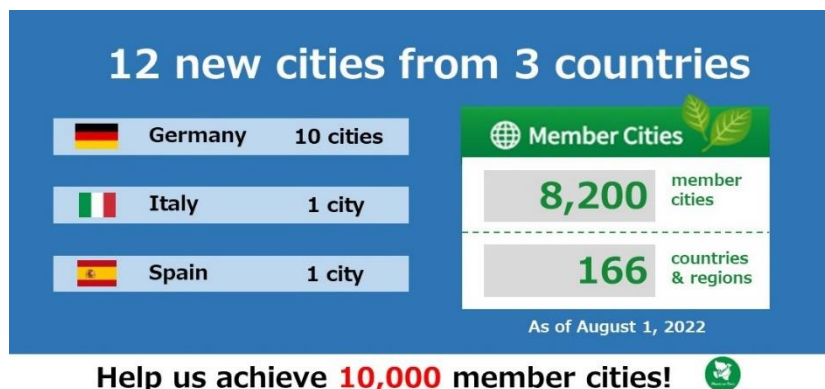 12 new cities from 3 countries
Germany 10 cities
Italy 1 city
Spain 1 city
Member Cities
8,200 member cities
166 countries & regions
As of August 1, 2022
Help us achieve 10,000 member cities!